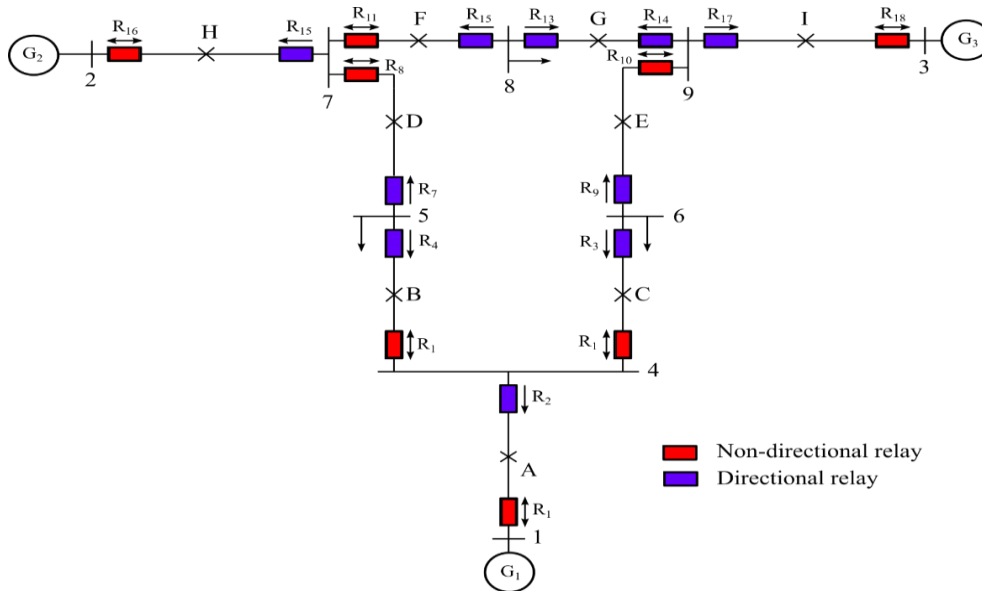 R11 F R15 R13 G R14 R17 I R18
R16 H R15
G2 G3
2 7 R8 8 R10 9 3
D E
R7 R9
5 6
R4 R3
B C
R1 R1
4
R2
Non-directional relay
A Directional relay
R1
1
G1